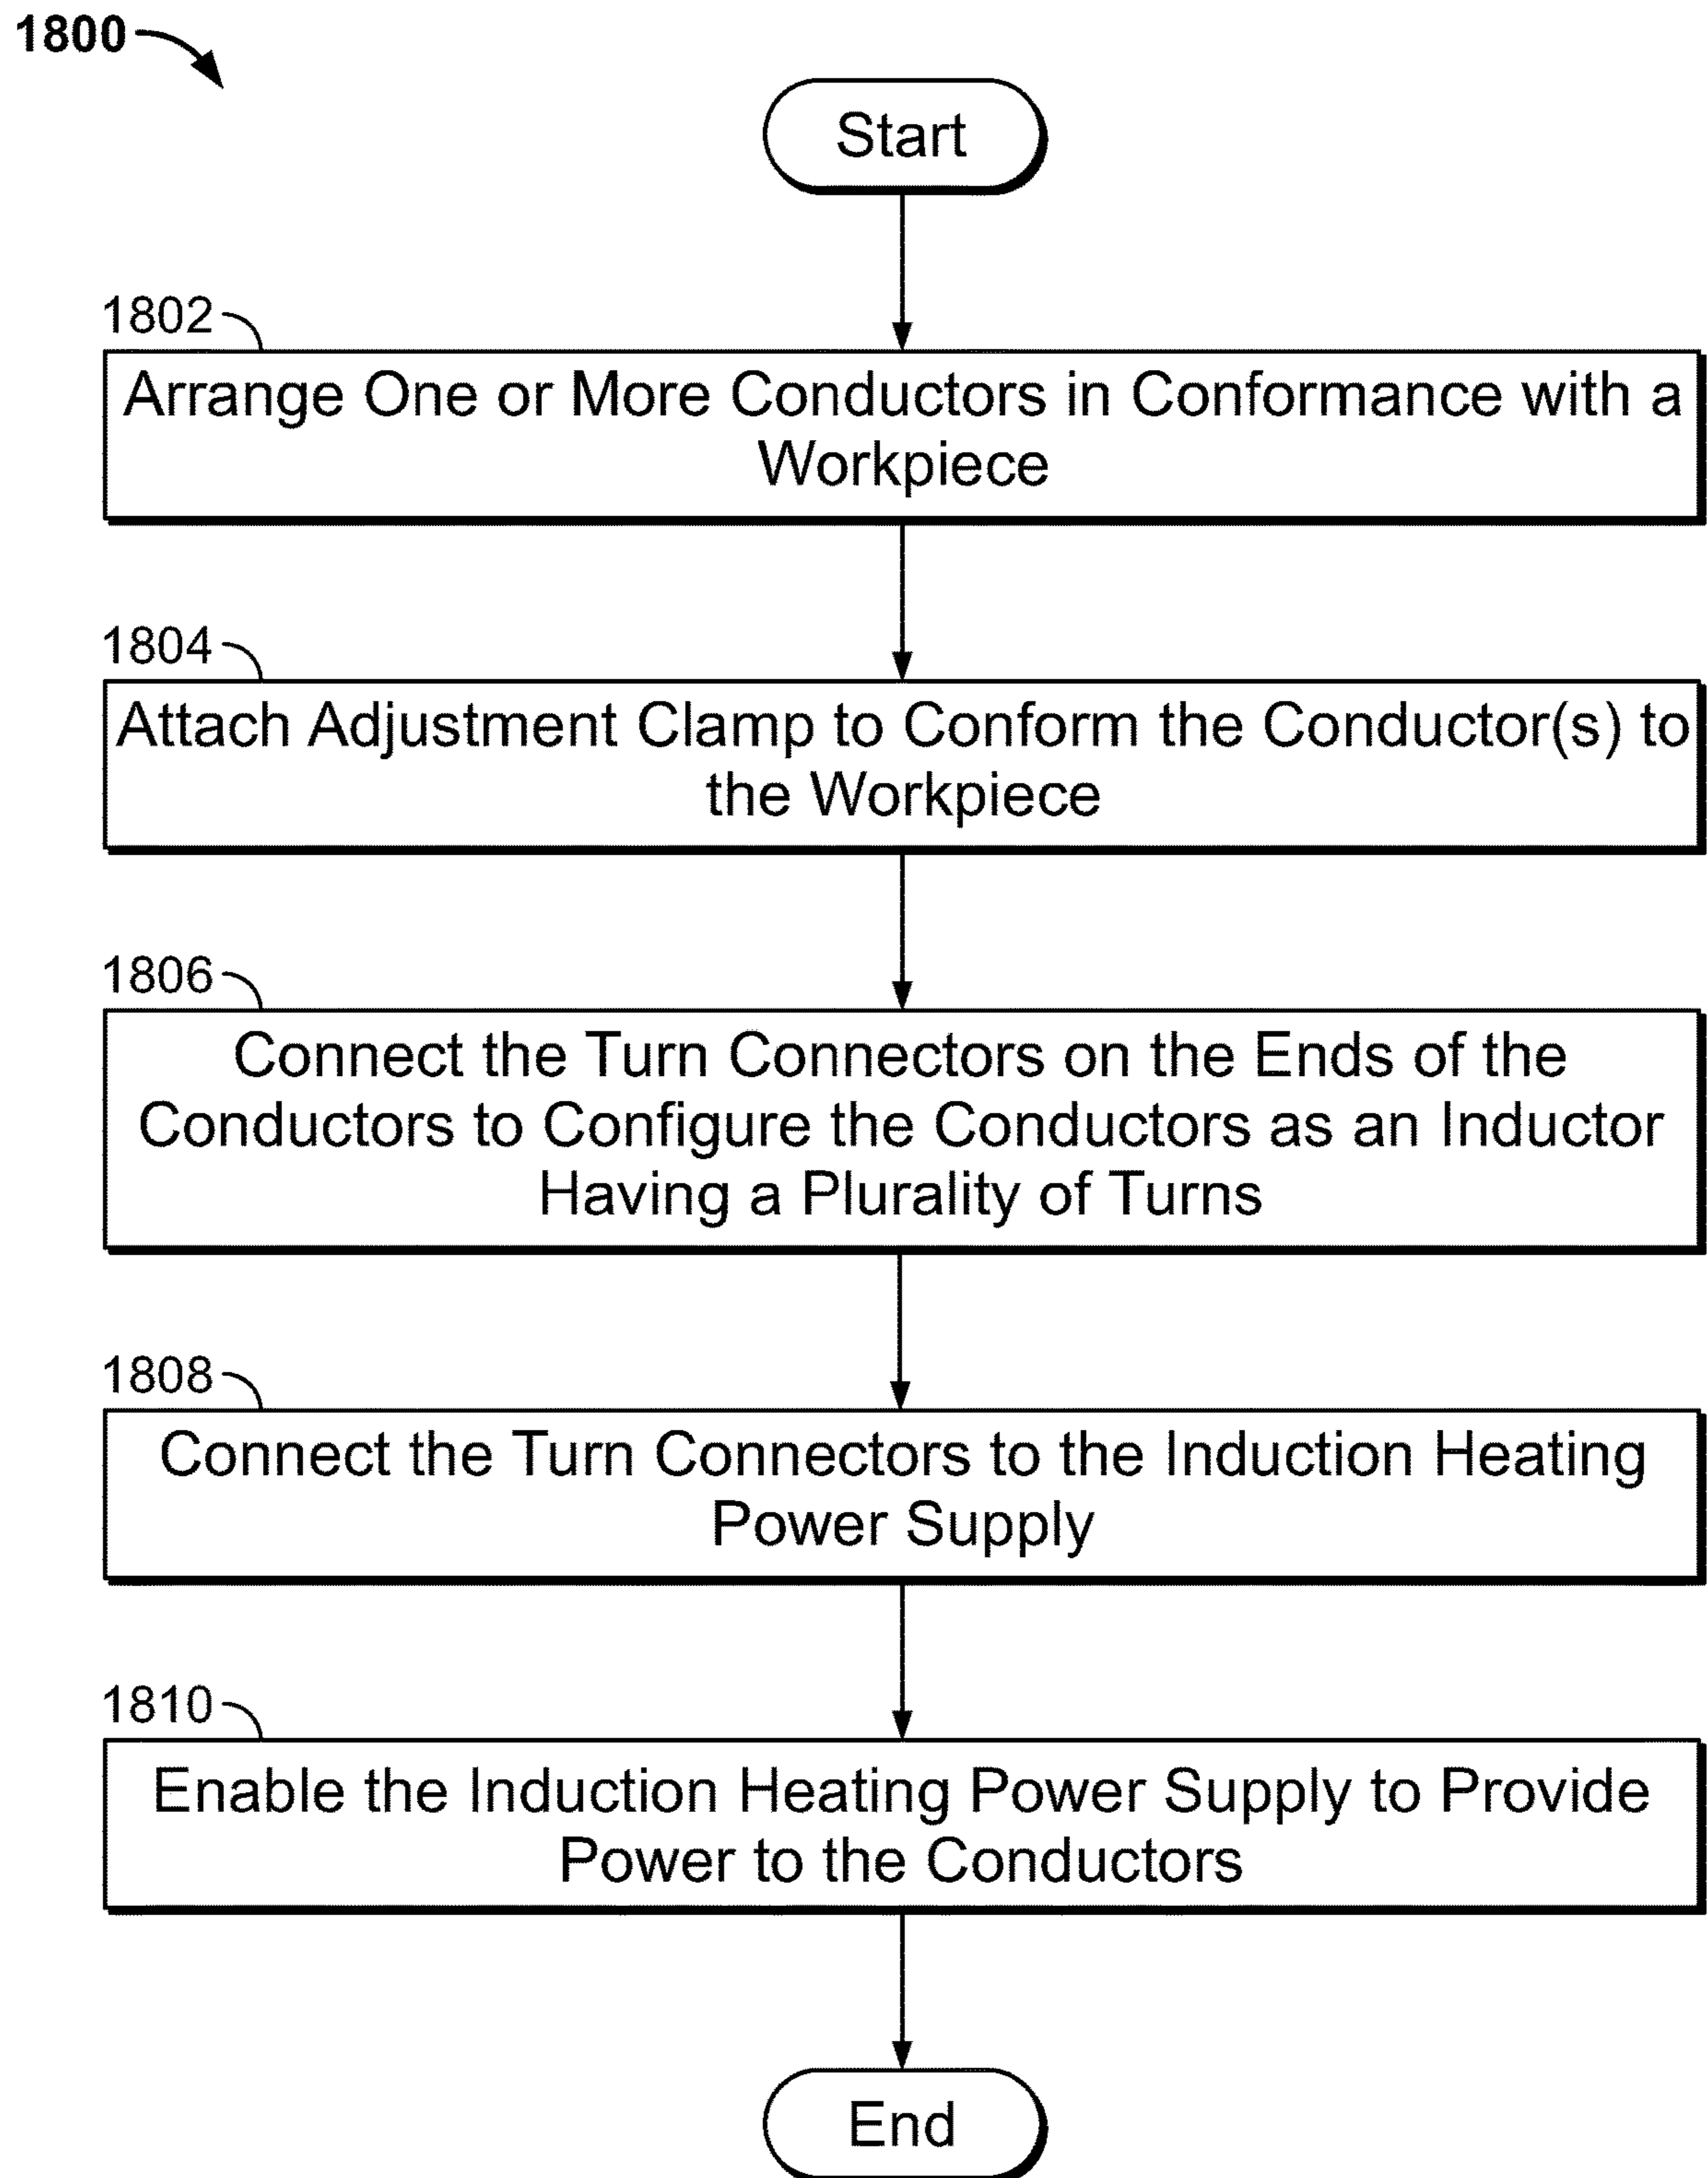 1800
Start
1802
Arrange One or More Conductors in Conformance with a
Workpiece
1804
Attach Adjustment Clamp to Conform the Conductor(s) to
the Workpiece
1806
Connect the Turn Connectors on the Ends of the
Conductors to Configure the Conductors as an Inductor
Having a Plurality of Turns
1808
Connect the Turn Connectors to the Induction Heating
Power Supply
1810
Enable the Induction Heating Power Supply to Provide
Power to the Conductors
End